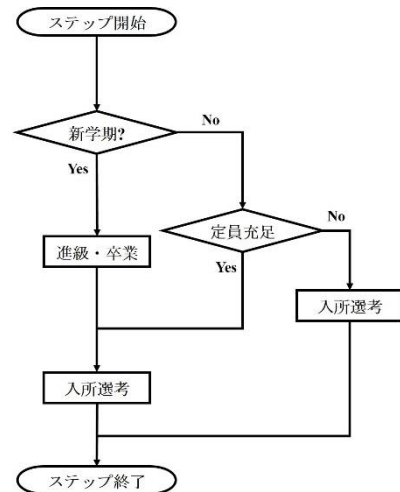 ステップ開始
新学期?
No
Yes
定員充足
No
進級・卒業
Yes
入所選考
入所選考
ステップ終了